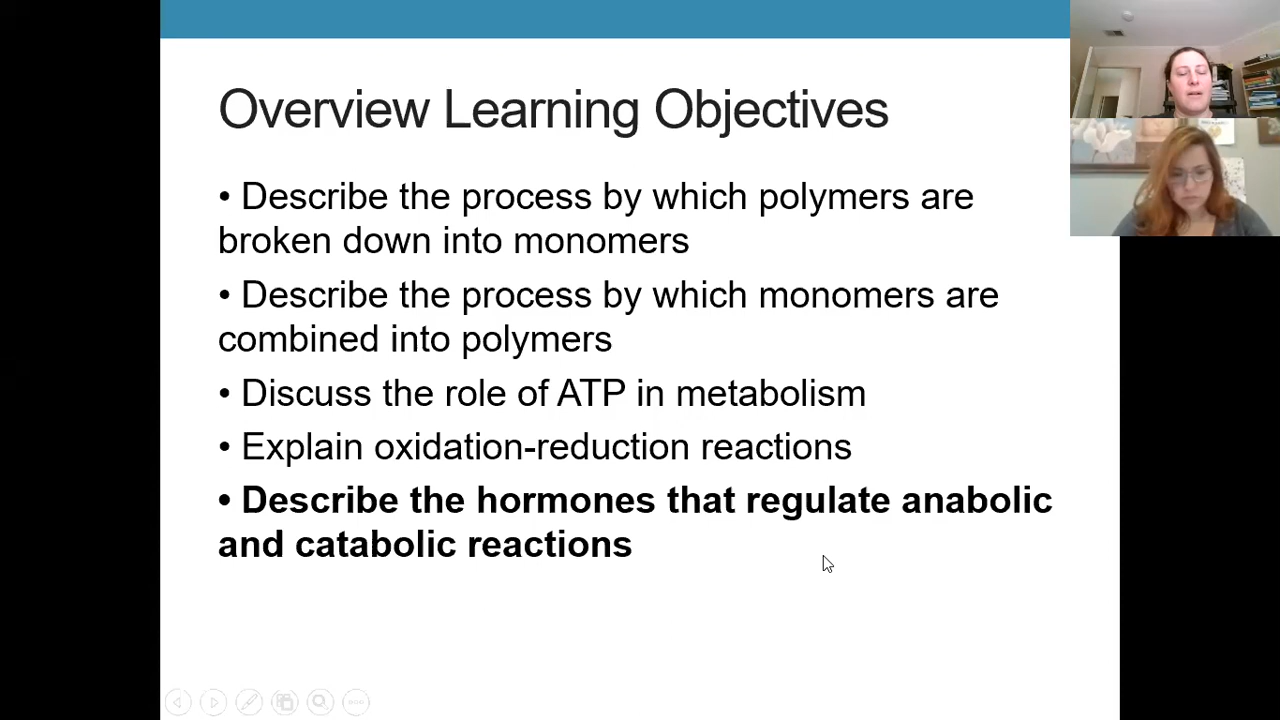 Overview Learning Objectives
• Describe the process by which polymers are
broken down into monomers
• Describe the process by which monomers are
combined into polymers
• Discuss the role of ATP in metabolism
• Explain oxidation-reduction reactions
• Describe the hormones that regulate anabolic
and catabolic reactions